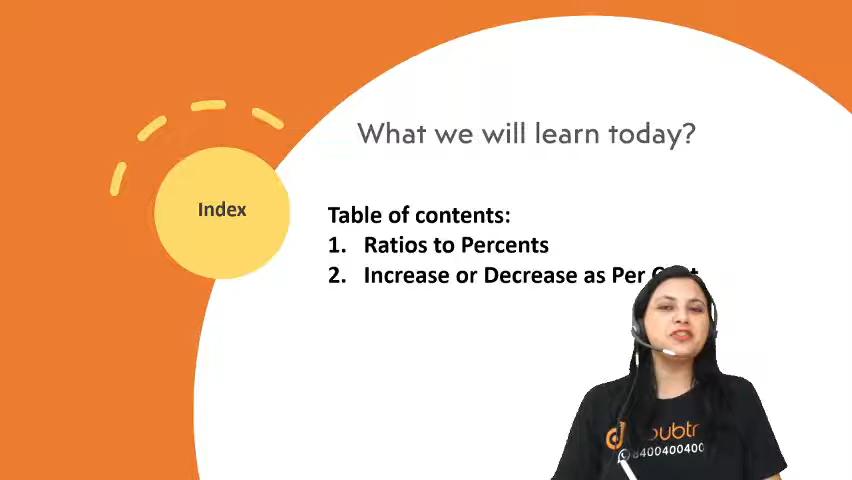 What we will learn today?
Index
Table of contents:
1. Ratios to Percents
2. Increase or Decrease as Per
8400400400